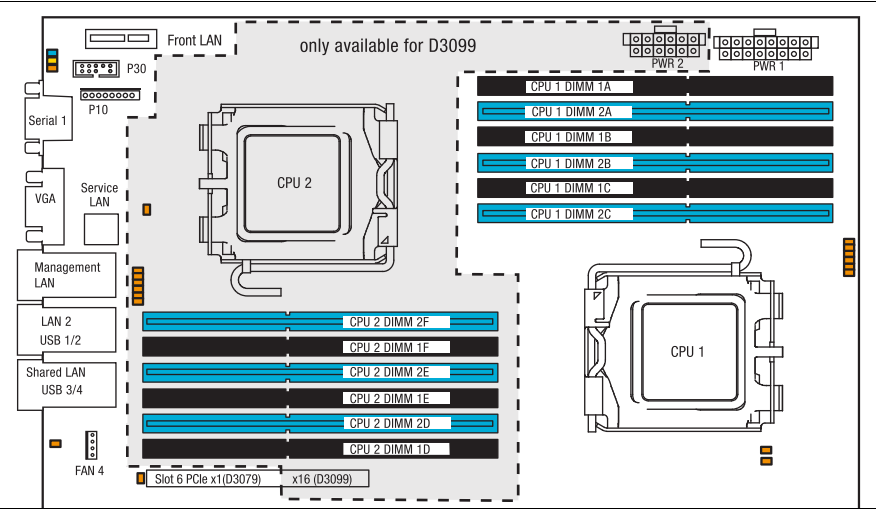 Front LAN
only available for D3099
PWR 2
PWR 1
P30
P10
Serial 1
CPU 1 DIMM 1A
CPU 1 DIMM 2A
CPU 1 DIMM 1B
CPU 1 DIMM 2B
CPU 1 DIMM 1C
CPU 1 DIMM 2C
CPU 2
VGA
Service
LAN
Management
LAN
LAN 2
USB 1/2
Shared LAN
USB 3/4
CPU 2 DIMM 2F
CPU 2 DIMM 1F
CPU 2 DIMM 2E
CPU 2 DIMM 1E
CPU 2 DIMM 2D
CPU 2 DIMM 1D
CPU 1
FAN 4
Slot 6 PCIe x1(D3079)
x16 (D3099)